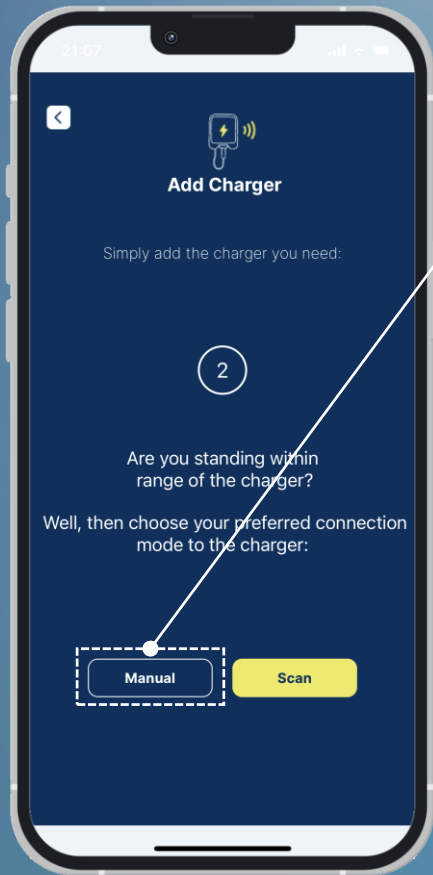 21:07
Add Charger
Simply add the charger you need:
2
Are you standing within
range of the charger?
Well, then choose your preferred connection
mode to the charger:
Manual
Scan